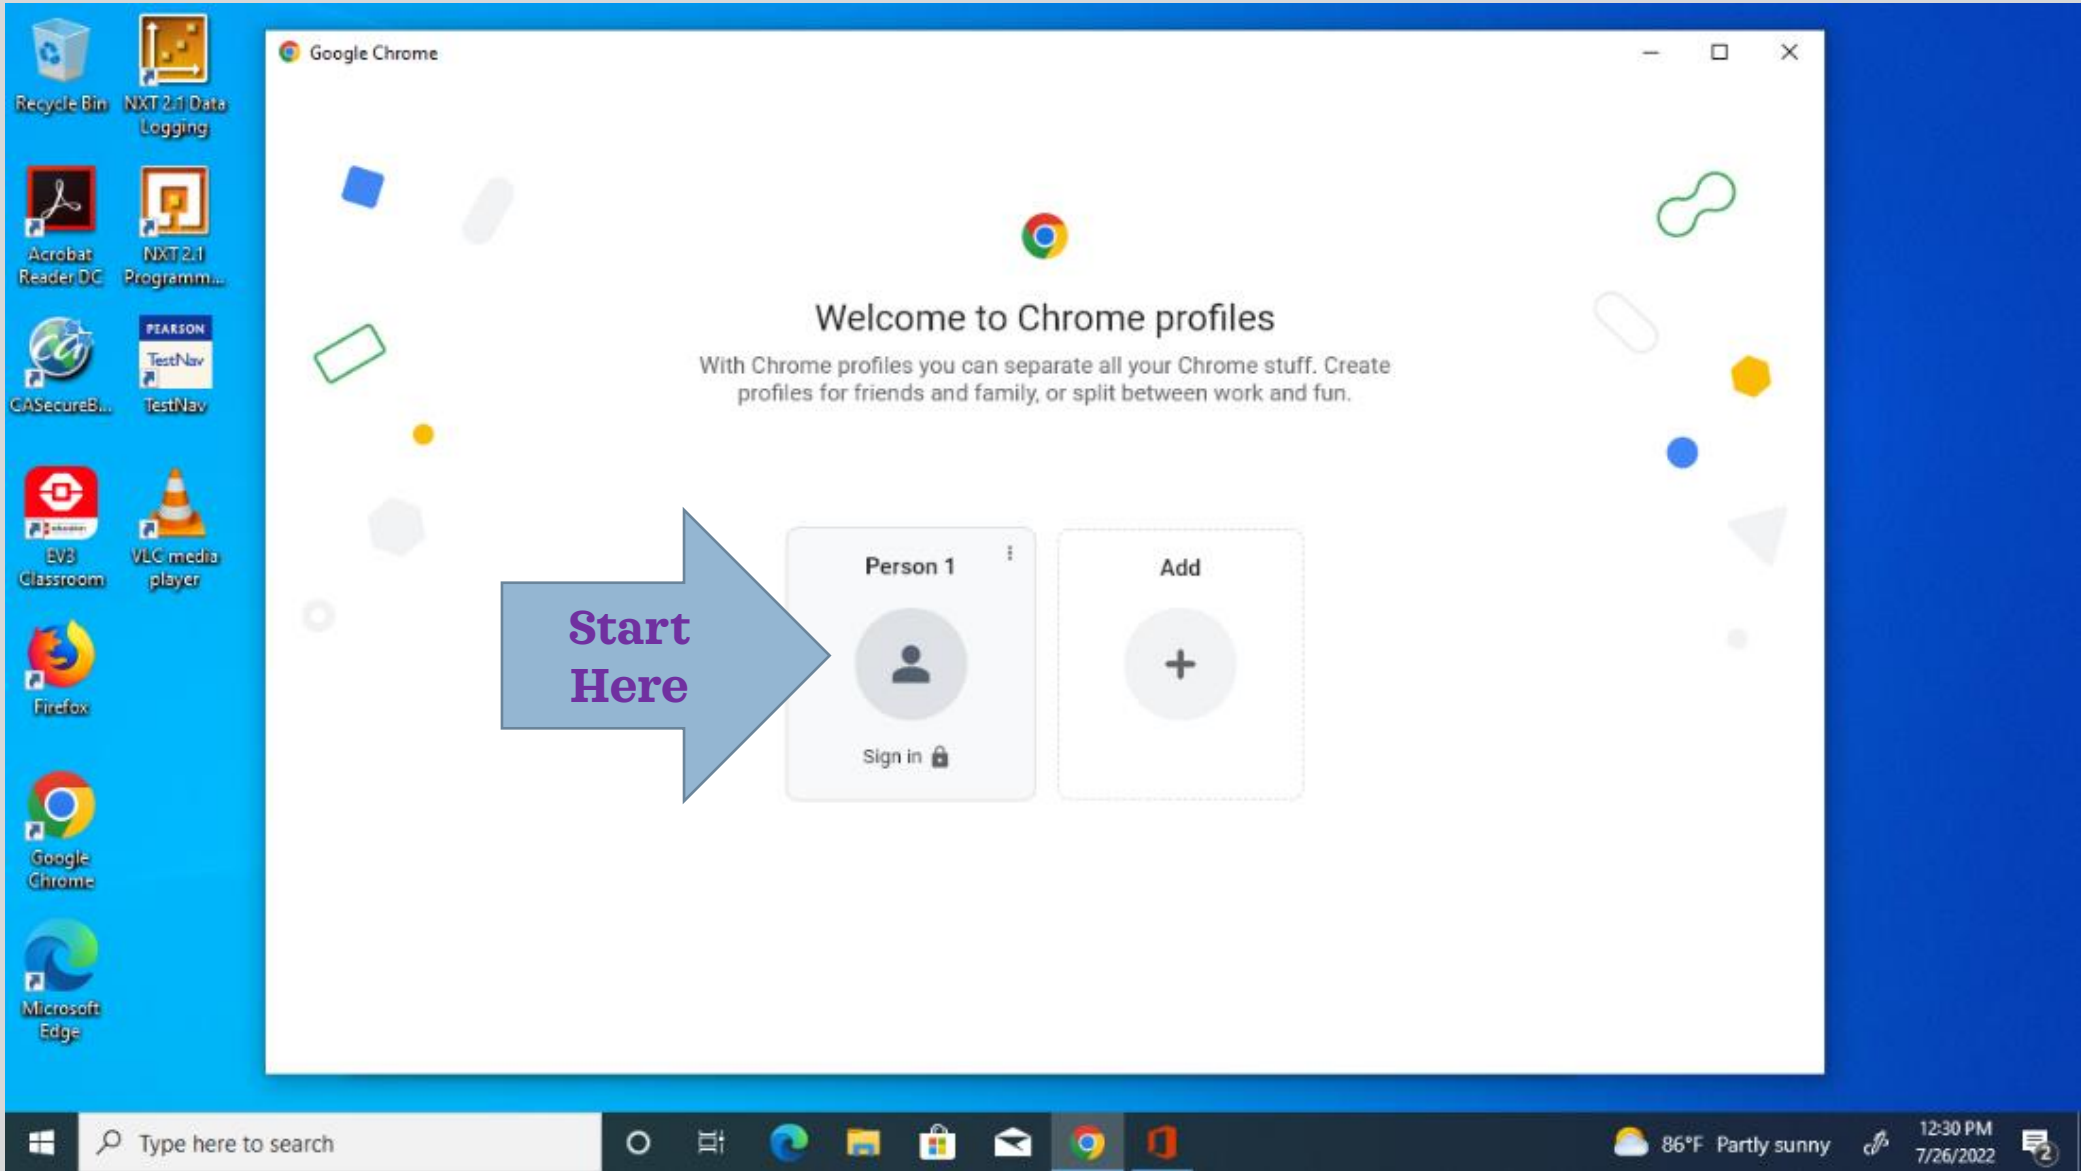 Recycle Bin
NXT 2.1 Data
Logging
Acrobat
Reader DC
NXT 2.1
Programm...
CASecureB...
PEARSON
TestNav
TestNav
EV3
Classroom
VLC media
player
Firefox
Google
Chrome
Microsoft
Edge
Google Chrome
Welcome to Chrome profiles
With Chrome profiles you can separate all your Chrome stuff. Create
profiles for friends and family, or split between work and fun.
Start
Here
Person 1
Sign in
Add
Type here to search
86°F Partly sunny
12:30 PM
7/26/2022
2